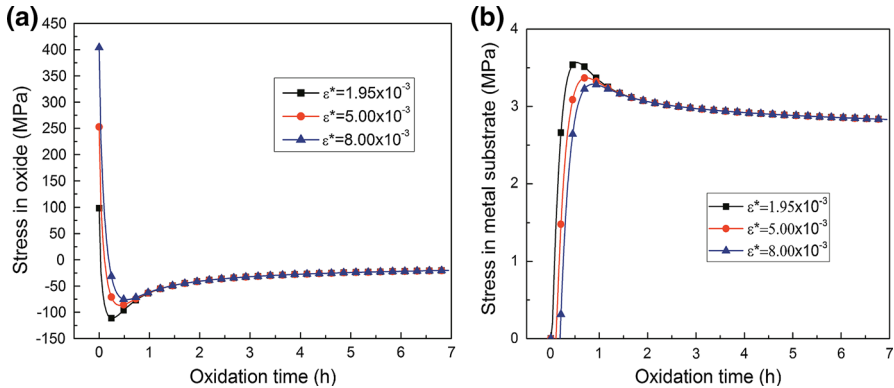 (a)
450
400
350
300
250
200
150
100
50
0
-50
-100
-150
Stress in oxide (MPa)
ε*=1.95x10⁻³
ε*=5.00x10⁻³
ε*=8.00x10⁻³
0 1 2 3 4 5 6 7
Oxidation time (h)
(b)
4
3
2
1
0
Stress in metal substrate (MPa)
ε*=1.95x10⁻³
ε*=5.00x10⁻³
ε*=8.00x10⁻³
0 1 2 3 4 5 6 7
Oxidation time (h)